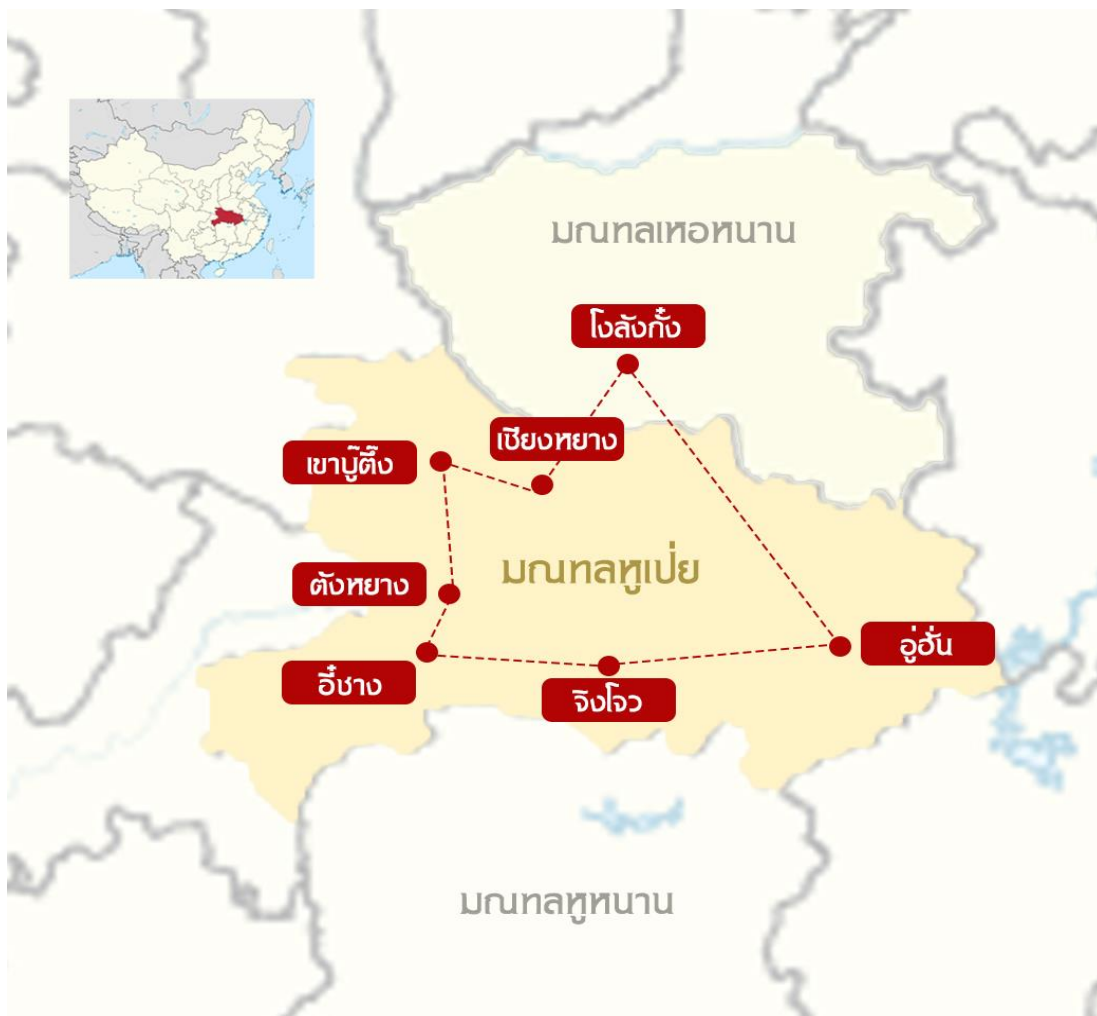 มณฑลเหอหนาน
โงลังกั๋ง
เซียงหยาง
เขาบู๊ตึ๊ง
มณฑลหูเป่ย
ตังหยาง
อู่ฮั่น
อี๋ชาง
จิงโจว
มณฑลหูหนาน